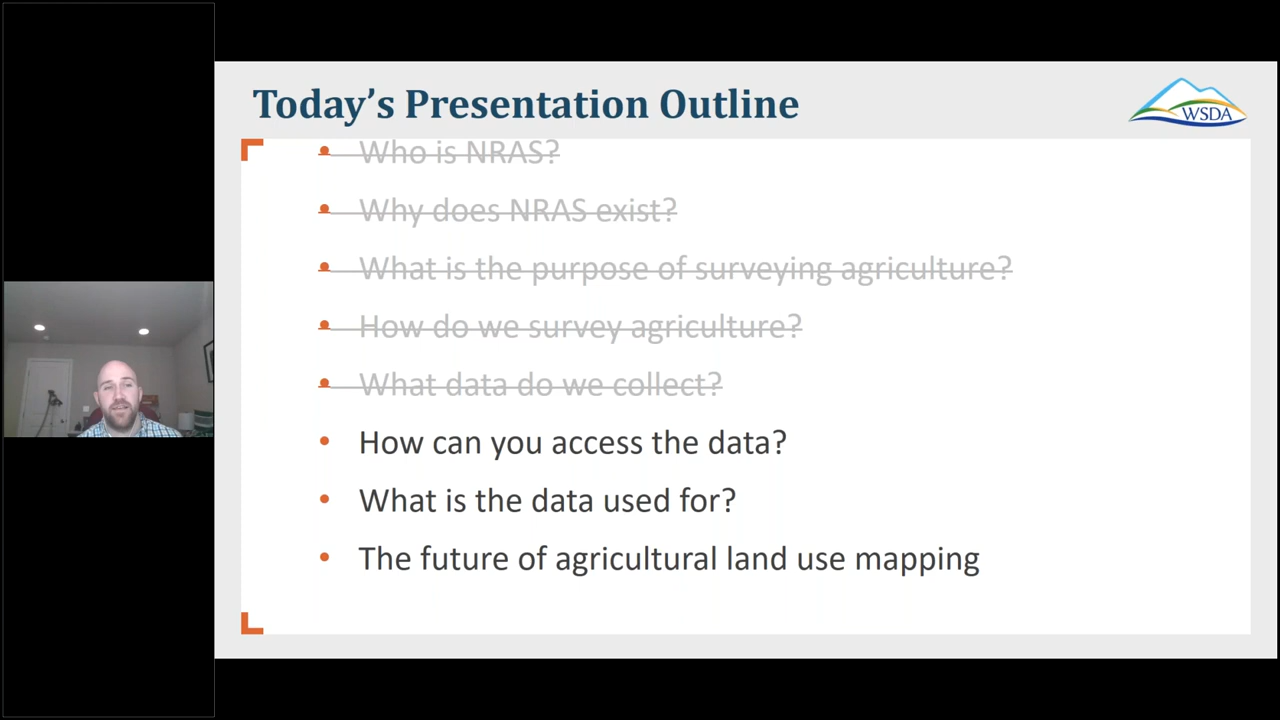 Today's Presentation Outline
WSDA
• Who is NRAS?
• Why does NRAS exist?
• What is the purpose of surveying agriculture?
• How do we survey agriculture?
• What data do we collect?
• How can you access the data?
• What is the data used for?
• The future of agricultural land use mapping